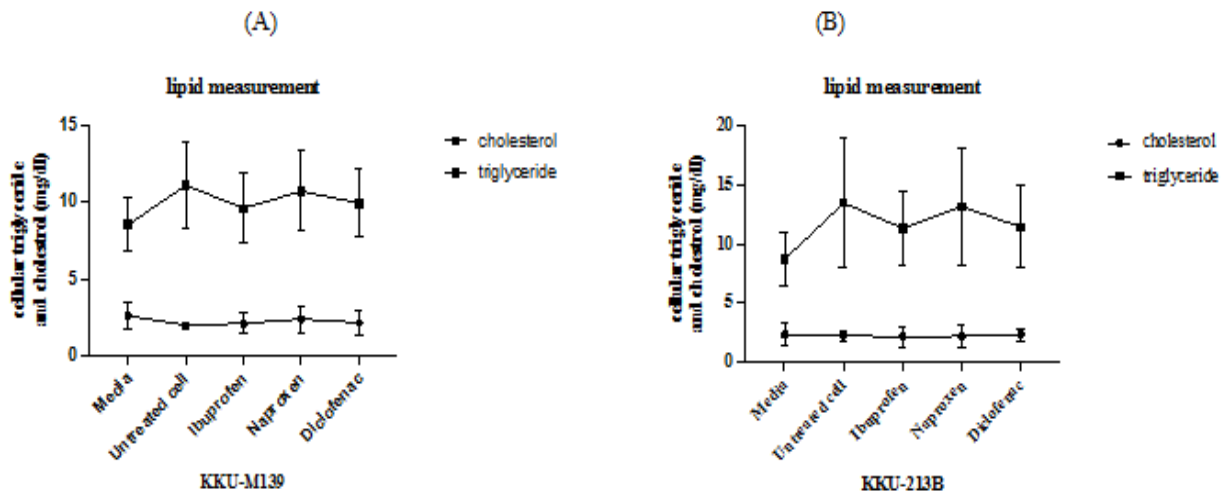 (A)
(B)
lipid measurement
cellular triglyceride
and cholestrol (mg/dl)
15
10
5
0
cholesterol
triglyceride
Media
Untreated cell
Ibuprofen
Naproxen
Diclofenac
KKU-M139
lipid measurement
cellular triglyceride
and cholestrol (mg/dl)
20
15
10
5
0
cholesterol
triglyceride
Media
Untreated cell
Ibuprofen
Naproxen
Diclofenac
KKU-213B